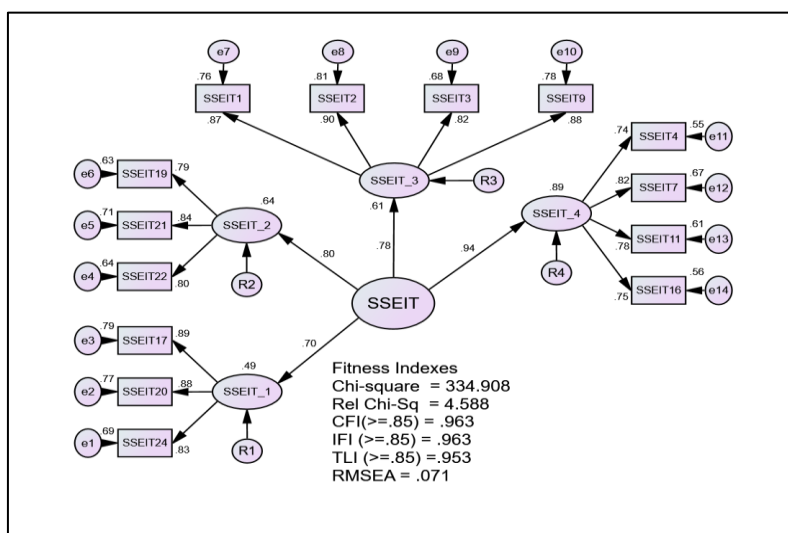 e7
e8
e9
e10
.76
.81
.68
.78
SSEIT1
SSEIT2
SSEIT3
SSEIT9
.87
.90
.82
.88
SSEIT_3
R3
.61
.78
e6
.63
SSEIT19
.79
e5
.71
SSEIT21
.84
e4
.64
SSEIT22
.80
.64
SSEIT_2
R2
.80
.74
SSEIT4
.55
e11
.82
SSEIT7
.67
e12
.78
SSEIT11
.61
e13
.75
SSEIT16
.56
e14
.89
SSEIT_4
R4
.94
SSEIT
.70
e3
.79
SSEIT17
.89
e2
.77
SSEIT20
.88
e1
.69
SSEIT24
.83
.49
SSEIT_1
R1
Fitness Indexes
Chi-square = 334.908
Rel Chi-Sq = 4.588
CFI(>=.85) = .963
IFI (>=.85) = .963
TLI (>=.85) =.953
RMSEA = .071